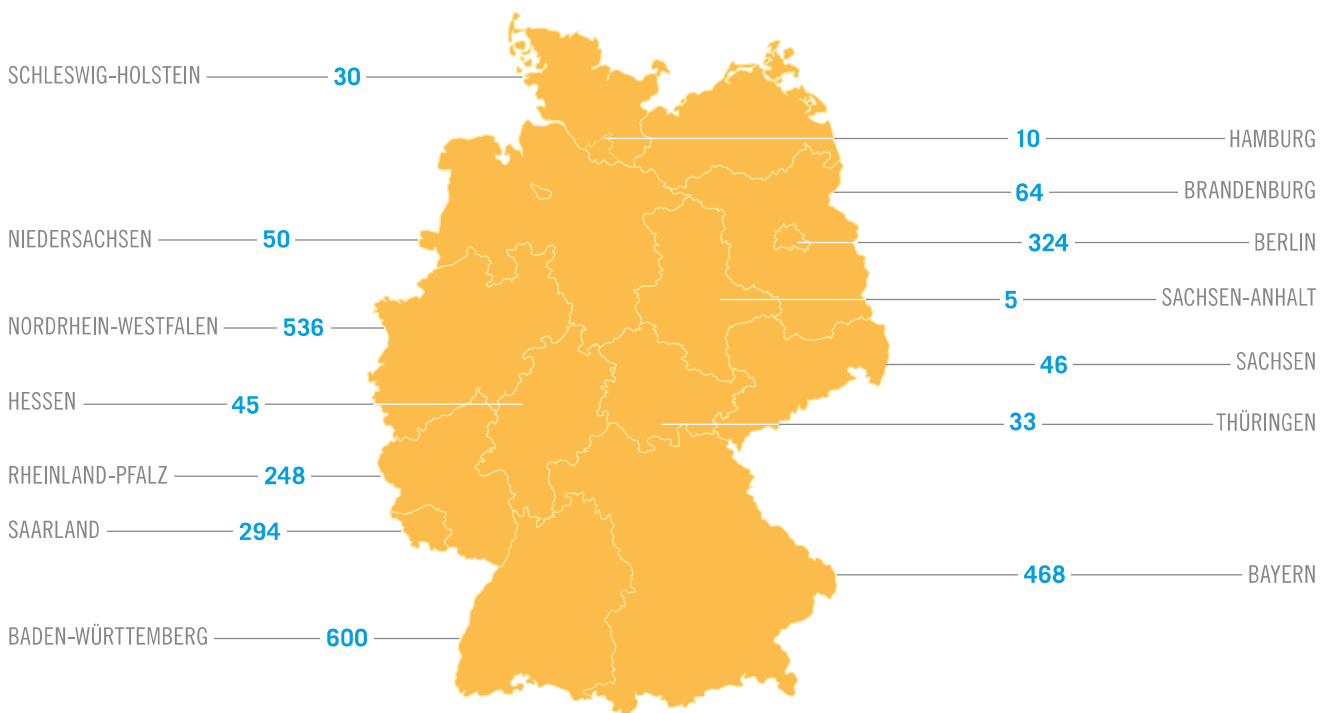 SCHLESWIG-HOLSTEIN 30
10 HAMBURG
64 BRANDENBURG
NIEDERSACHSEN 50
324 BERLIN
5 SACHSEN-ANHALT
NORDRHEIN-WESTFALEN 536
46 SACHSEN
HESSEN 45
33 THÜRINGEN
RHEINLAND-PFALZ 248
SAARLAND 294
468 BAYERN
BADEN-WÜRTTEMBERG 600